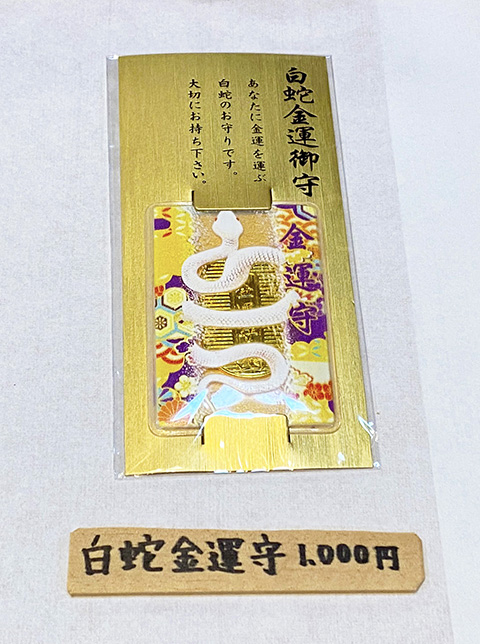 白蛇金運御守
あなたに金運を運ぶ
白蛇のお守りです。
大切にお持ち下さい。
金運守
白蛇金運守 1,000円